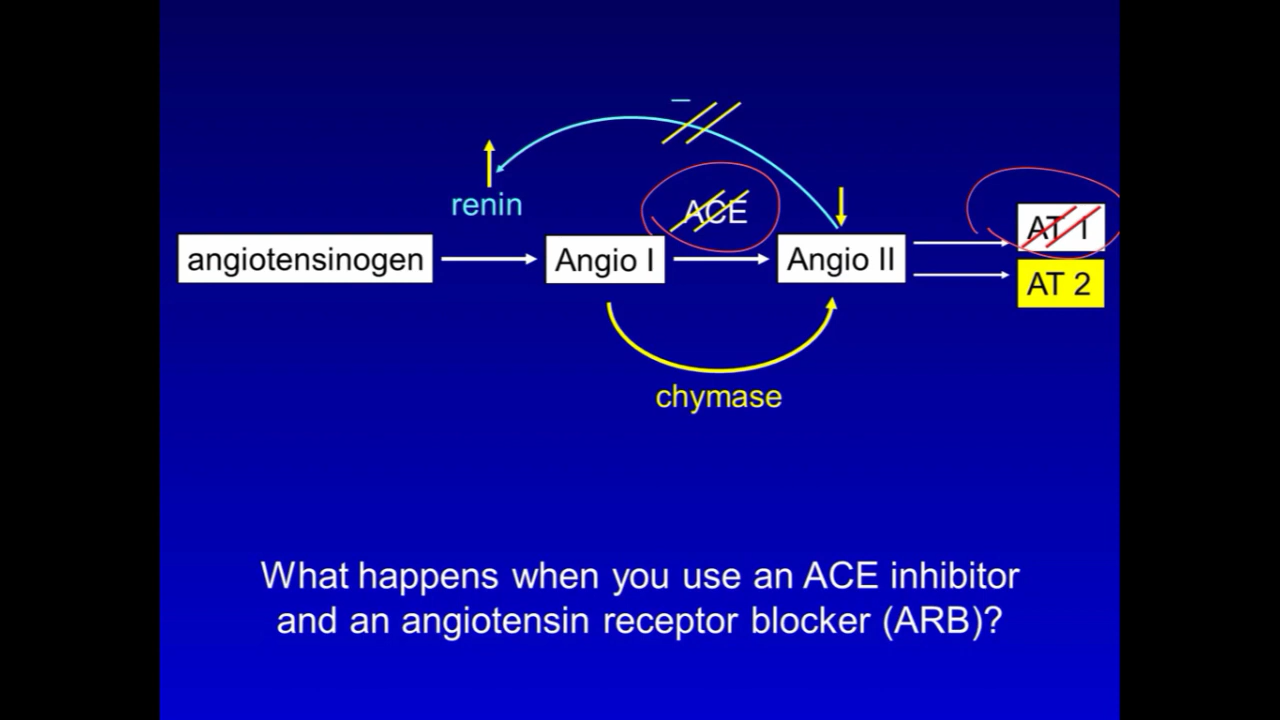 –
renin
ACE
AT 1
angiotensinogen
Angio I
Angio II
AT 2
chymase
What happens when you use an ACE inhibitor
and an angiotensin receptor blocker (ARB)?